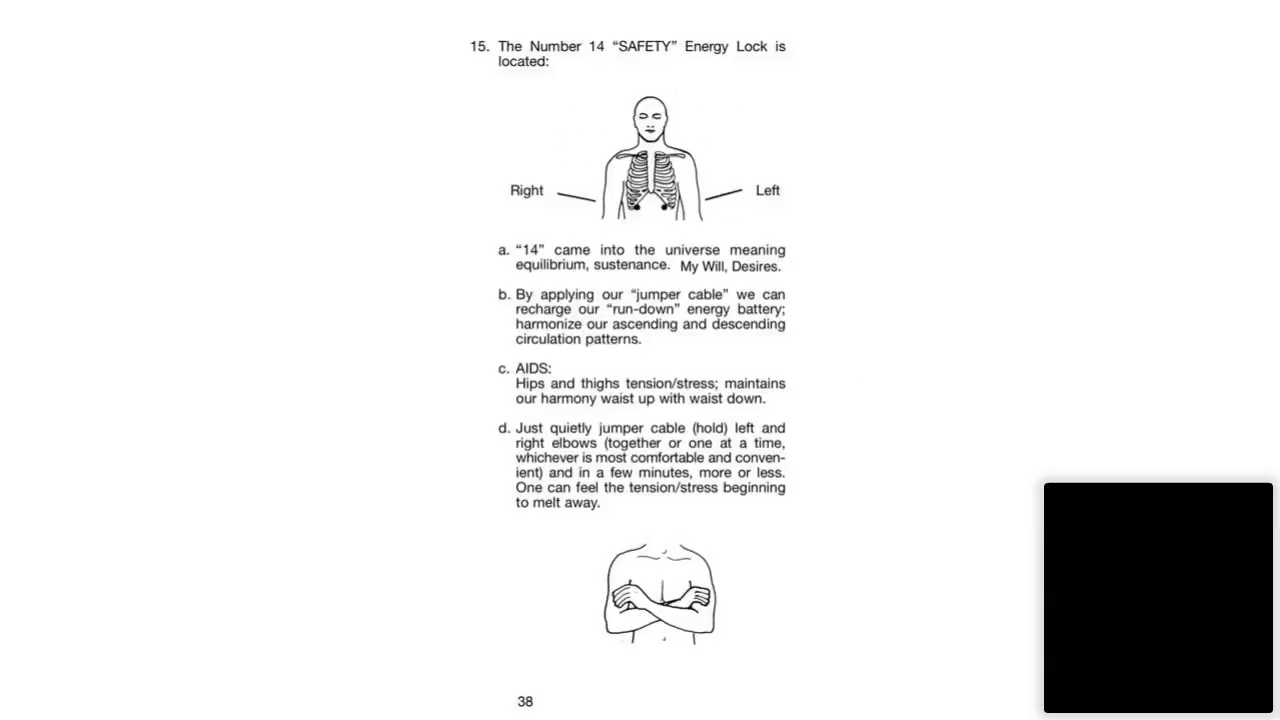 15. The Number 14 “SAFETY” Energy Lock is
located:
Right
Left
a. “14” came into the universe meaning
equilibrium, sustenance. My Will, Desires.
b. By applying our “jumper cable” we can
recharge our “run-down” energy battery;
harmonize our ascending and descending
circulation patterns.
c. AIDS:
Hips and thighs tension/stress; maintains
our harmony waist up with waist down.
d. Just quietly jumper cable (hold) left and
right elbows (together or one at a time,
whichever is most comfortable and conven-
ient) and in a few minutes, more or less.
One can feel the tension/stress beginning
to melt away.
38